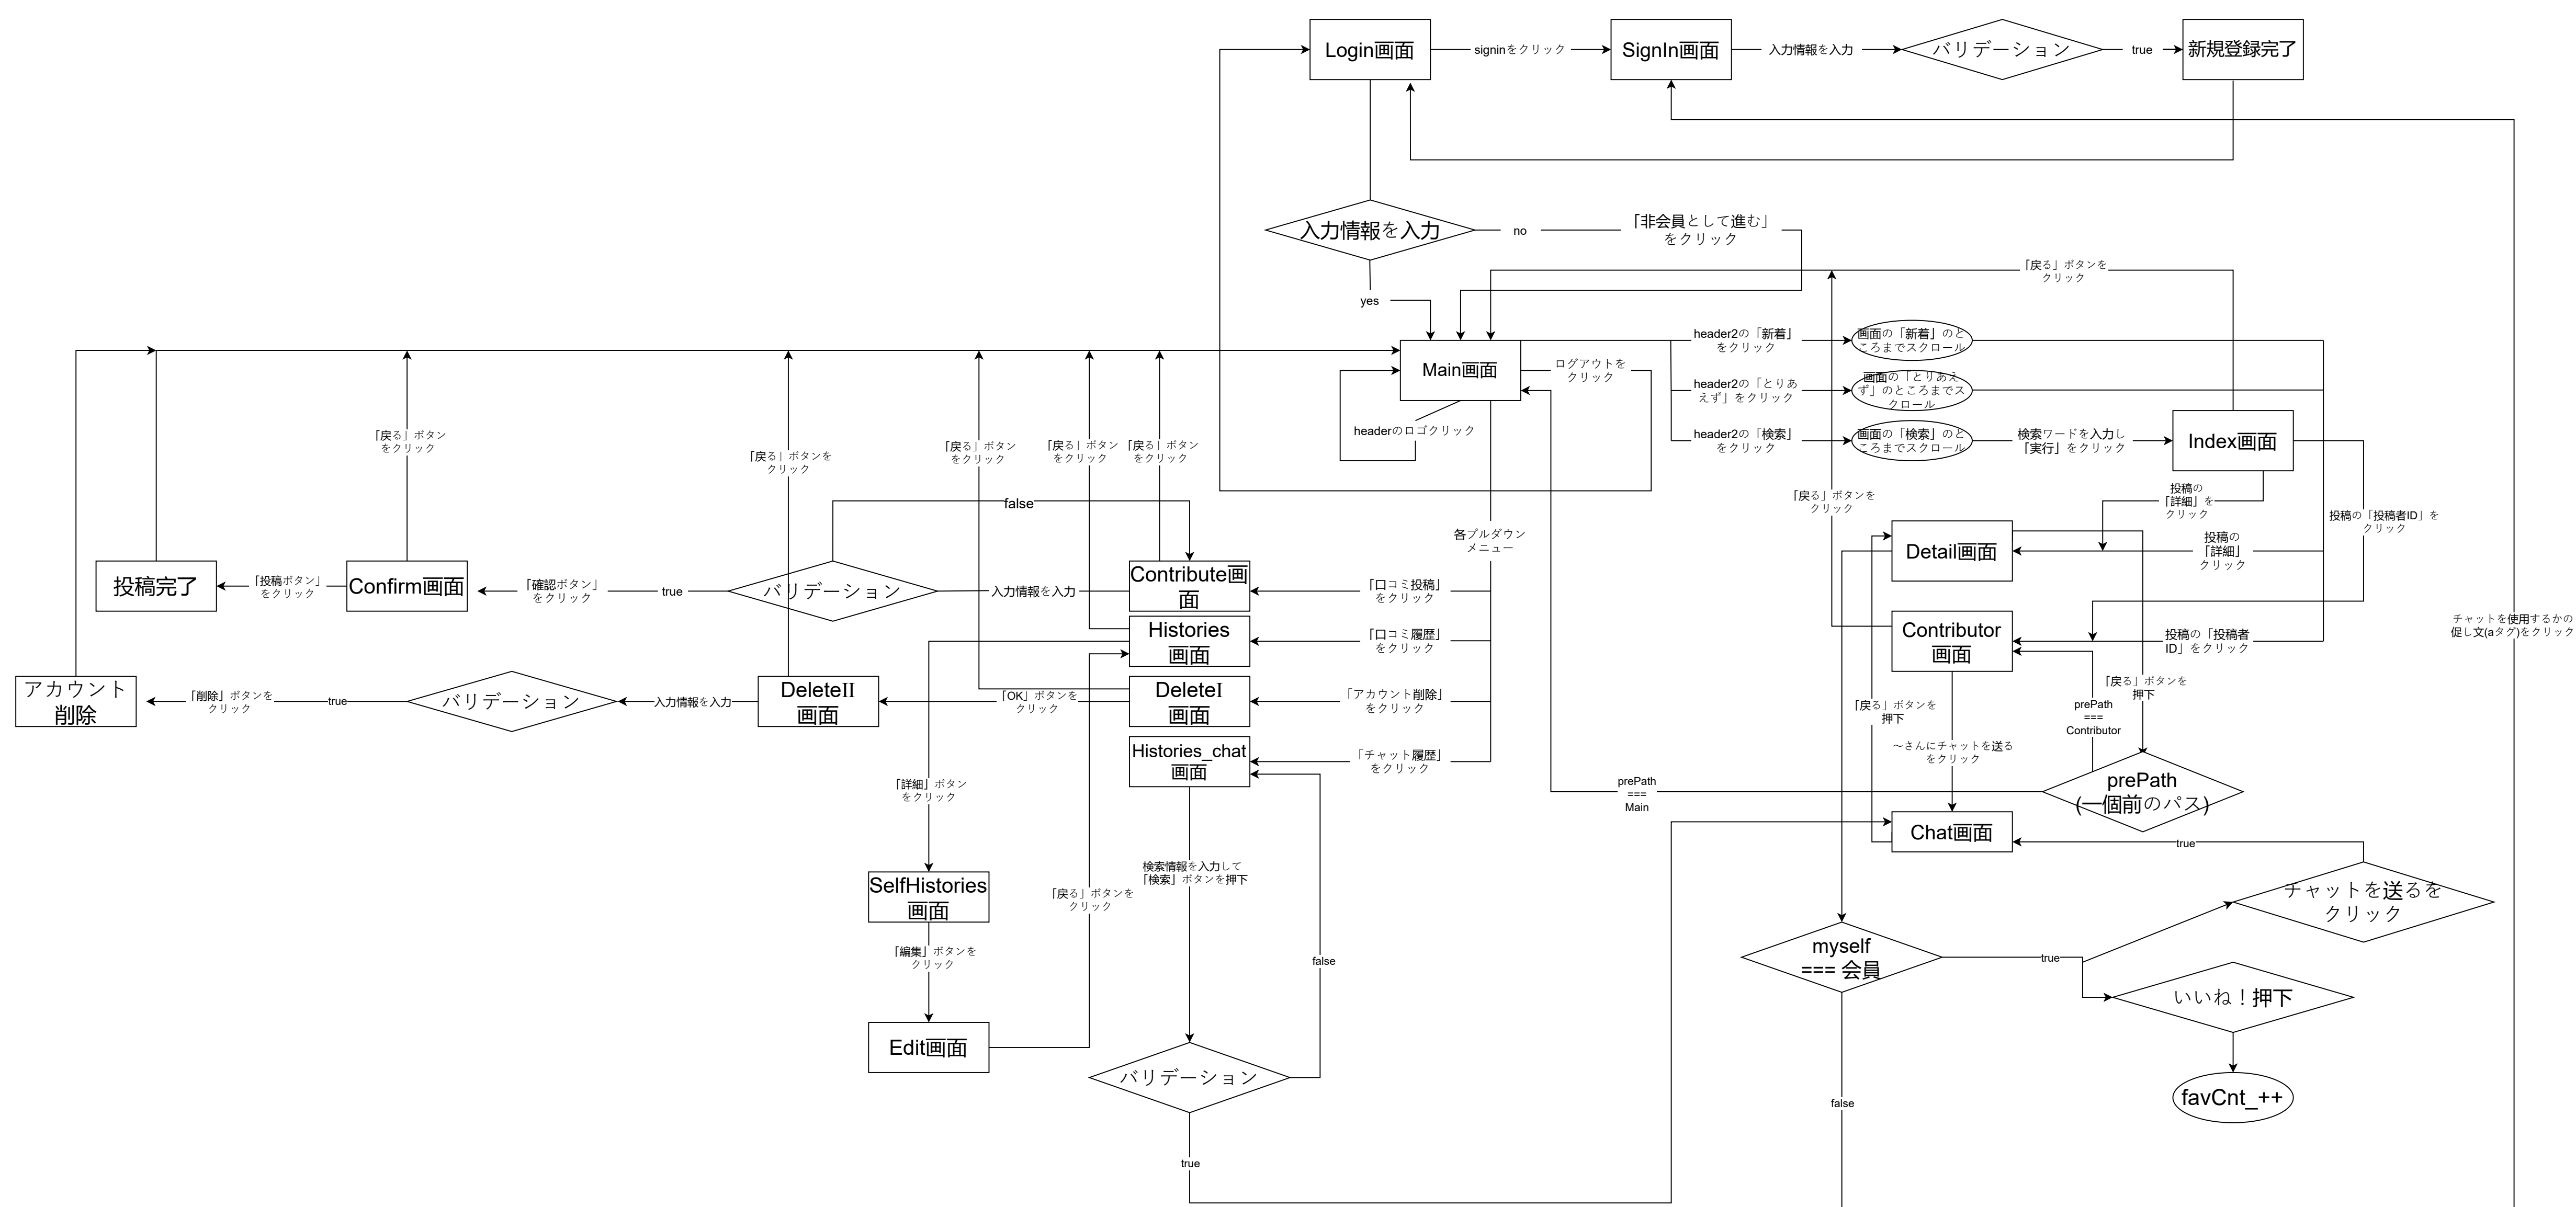 Login画面
signinをクリック
SignIn画面
入力情報を入力
バリデーション
true
新規登録完了
入力情報を入力
no
「非会員として進む」
をクリック
yes
「戻る」ボタンを
クリック
Main画面
header2の「新着」
をクリック
画面の「新着」のと
ころまでスクロール
ログアウトを
クリック
header2の「とりあ
えず」をクリック
画面の「とりあえ
ず」のところまでス
クロール
headerのロゴクリック
header2の「検索」
をクリック
画面の「検索」のと
ころまでスクロール
検索ワードを入力し
「実行」をクリック
Index画面
「戻る」ボタン
をクリック
「戻る」ボタンを
クリック
「戻る」ボタン
をクリック
「戻る」ボタン
をクリック
「戻る」ボタン
をクリック
false
各プルダウン
メニュー
「戻る」ボタンを
クリック
投稿の
「詳細」を
クリック
投稿の「投稿者ID」を
クリック
Detail画面
投稿の
「詳細」
クリック
投稿完了
「投稿ボタン」
をクリック
Confirm画面
「確認ボタン」
をクリック
true
バリデーション
入力情報を入力
Contribute画
面
「口コミ投稿」
をクリック
Histories
画面
「口コミ履歴」
をクリック
Contributor
画面
投稿の「投稿者
ID」をクリック
チャットを使用するかの
促し文(aタグ)をクリック
アカウント
削除
「削除」ボタンを
クリック
true
バリデーション
入力情報を入力
DeleteⅡ
画面
「OK」ボタンを
クリック
DeleteⅠ
画面
「アカウント削除」
をクリック
「戻る」ボタンを
押下
prePath
===
Contributor
「戻る」ボタンを
押下
Histories_chat
画面
「チャット履歴」
をクリック
～さんにチャットを送る
をクリック
prePath
===
Main
prePath
(一個前のパス)
「詳細」ボタン
をクリック
Chat画面
true
検索情報を入力して
「検索」ボタンを押下
SelfHistories
画面
「戻る」ボタンを
クリック
チャットを送るを
クリック
「編集」ボタンを
クリック
false
myself
=== 会員
true
いいね！押下
Edit画面
バリデーション
favCnt_++
false
true